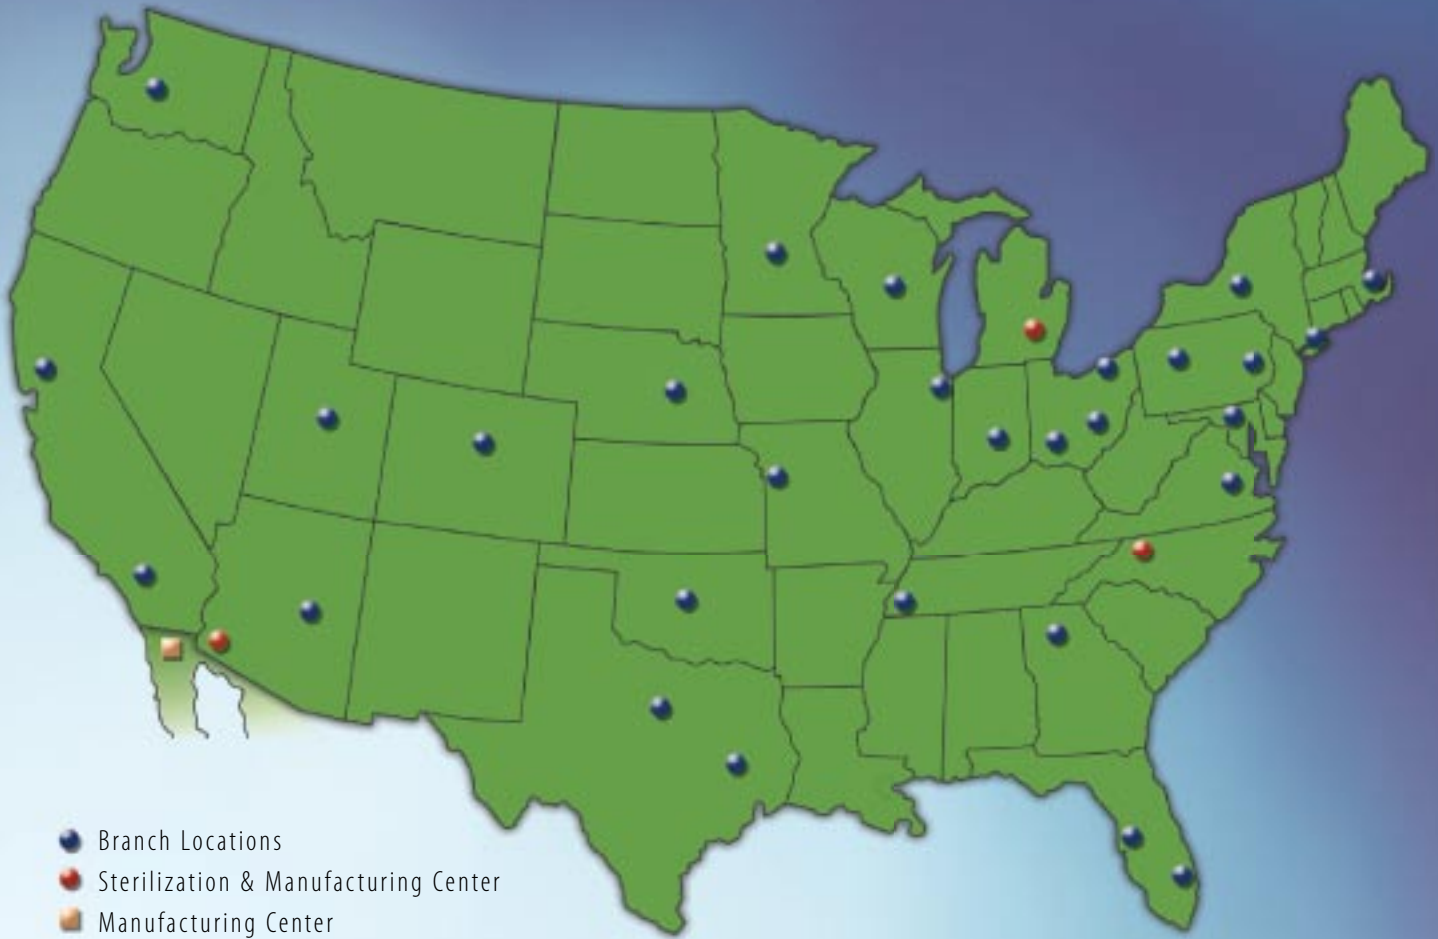 Branch Locations
Sterilization & Manufacturing Center
Manufacturing Center